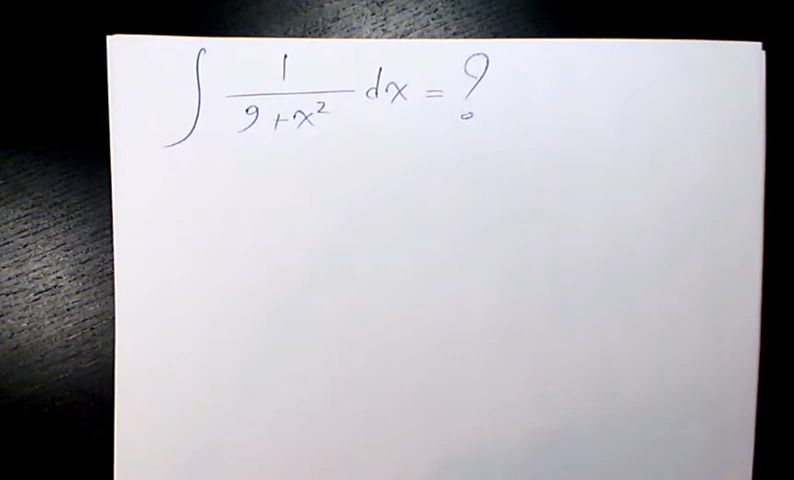 ∫ 1/(9+x²) dx = ?